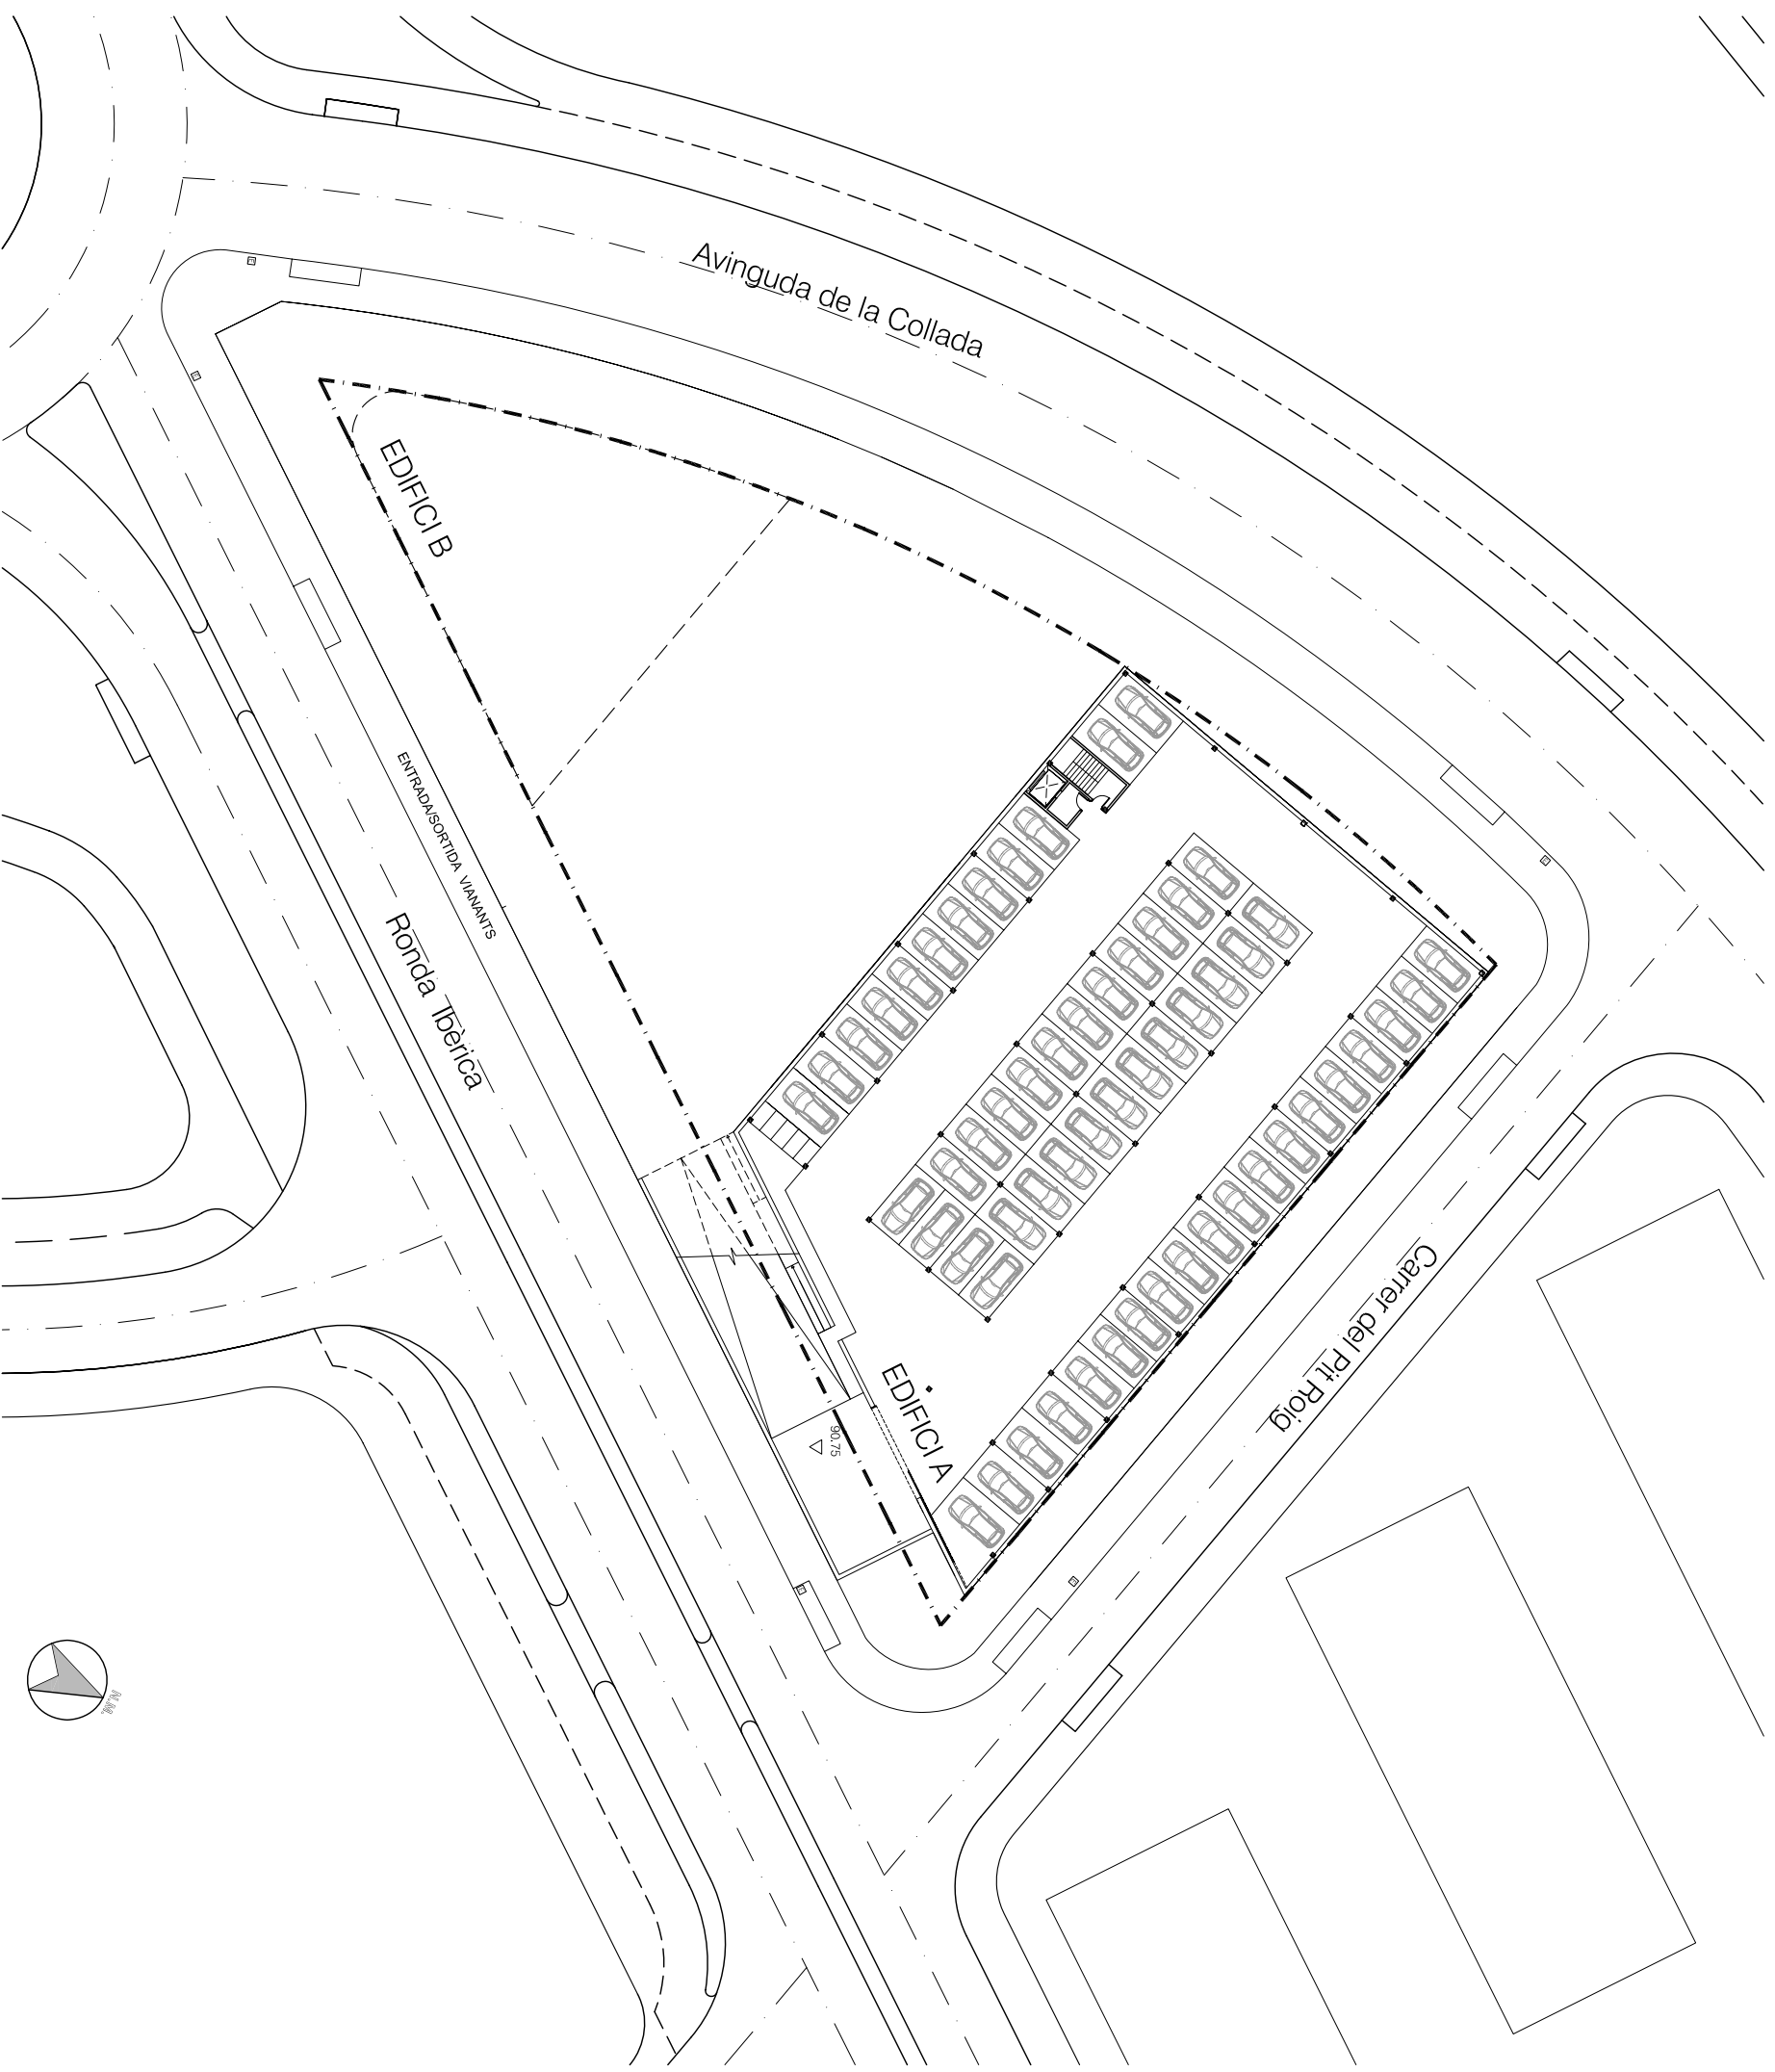 Avinguda de la Collada
EDIFICI B
ENTRADA/SORTIDA VIANANTS
Ronda Ibèrica
Carrer del Pit Roig
EDIFICI A
90.75
N.M.